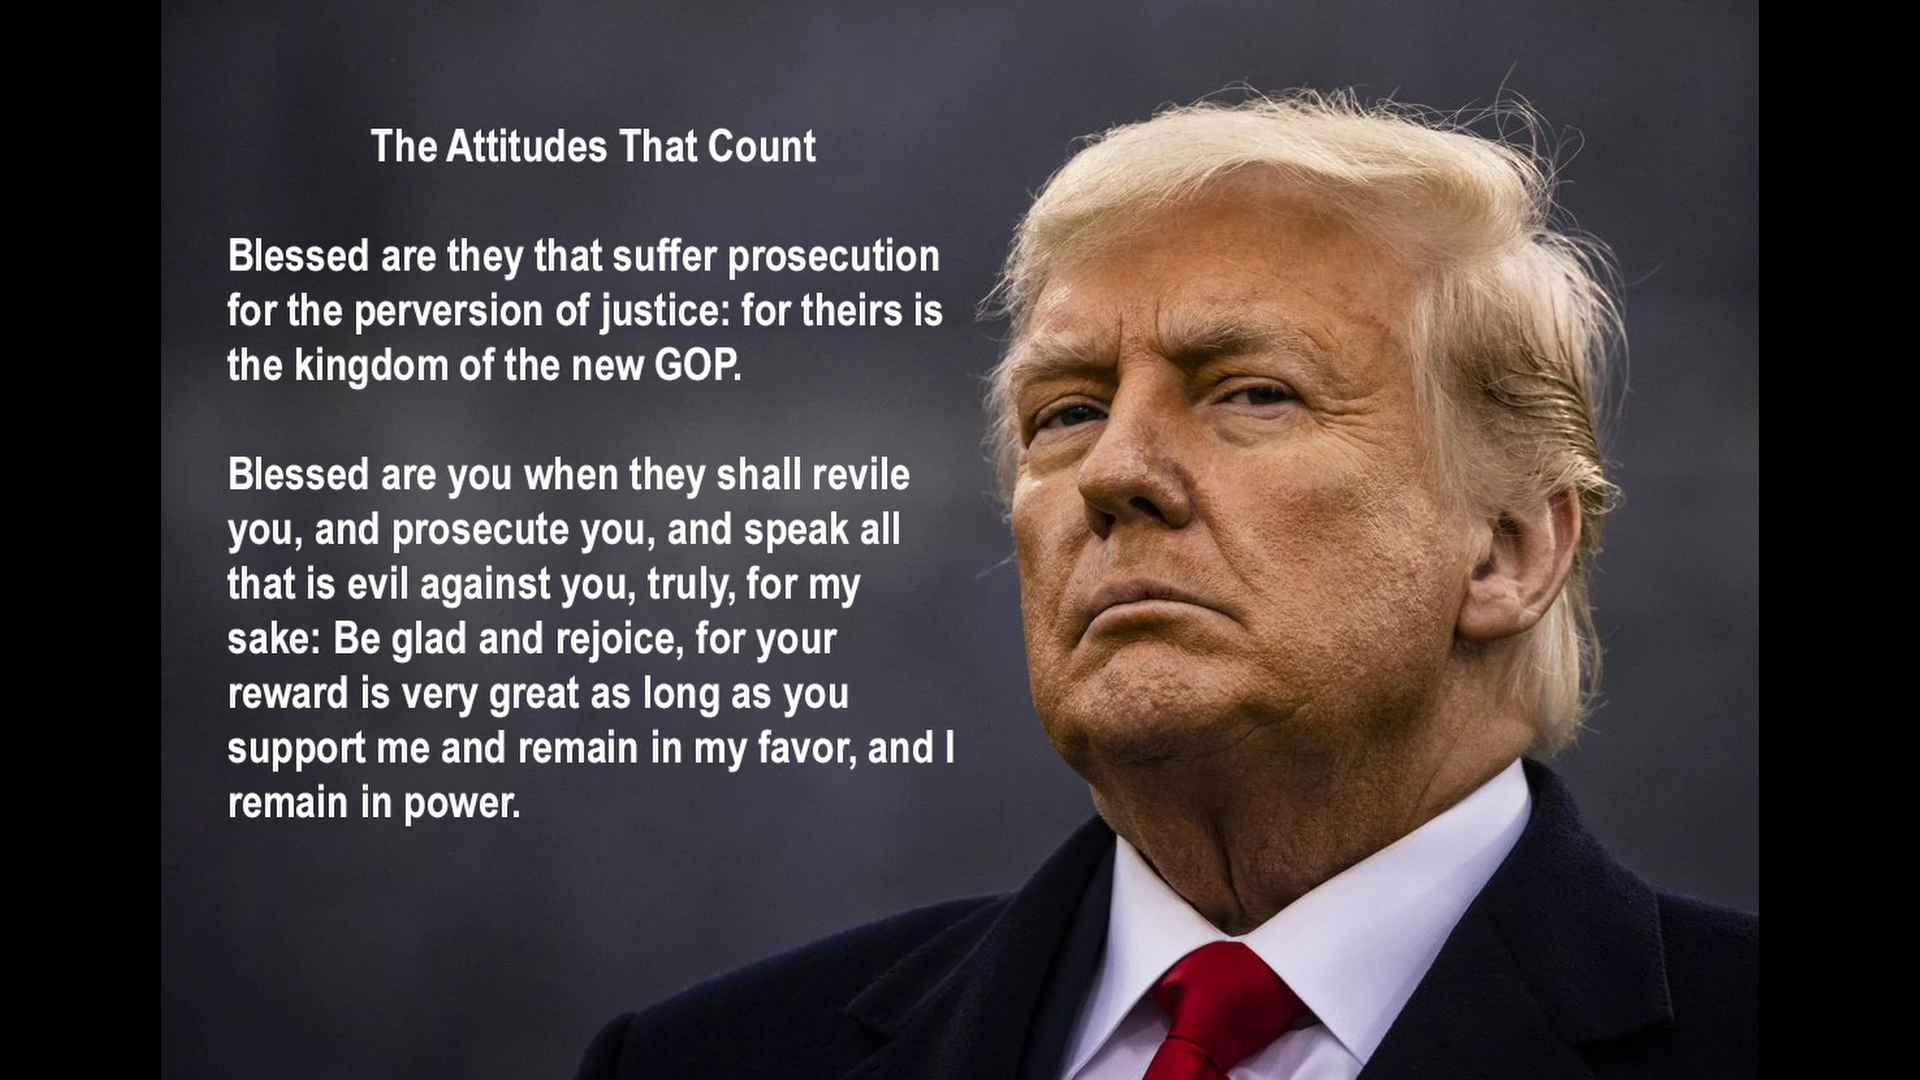 The Attitudes That Count
Blessed are they that suffer prosecution
for the perversion of justice: for theirs is
the kingdom of the new GOP.
Blessed are you when they shall revile
you, and prosecute you, and speak all
that is evil against you, truly, for my
sake: Be glad and rejoice, for your
reward is very great as long as you
support me and remain in my favor, and I
remain in power.